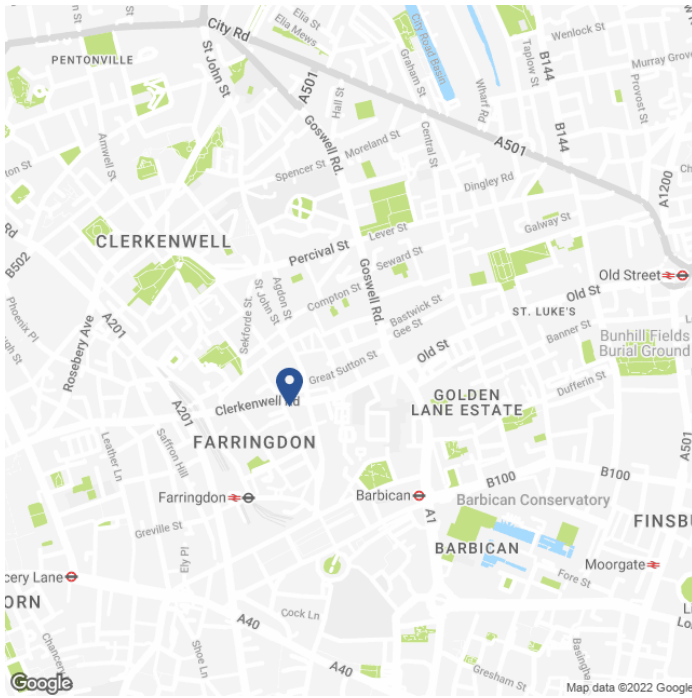 City Rd
Elia St
Elia Mews
City Road Basin
Wenlock St
PENTONVILLE
St John St
A501
Hall St
Graham St
Wharf Rd
Taplow St
B144
Murray Grove
Provost St
Goswell Rd.
Moreland St
Central St
A501
B144
A1200
Amwell St
Spencer St
Dingley Rd
CLERKENWELL
Percival St
Lever St
Galway St
Rd
B502
Seward St
Old Street
Goswell Rd.
Compton St
Agdon St
St John St
Sekforde St
Bastwick St
Gee St
Old St
ST. LUKE'S
Banner St
Bunhill Fields
Burial Ground
Phoenix Pl
A201
Rosebery Ave
Great Sutton St
Old St
Dufferin St
Clerkenwell Rd
GOLDEN
LANE ESTATE
A201
FARRINGDON
Saffron Hill
Leather Ln
A501
B100
B100
Farringdon
Barbican
Barbican Conservatory
A1
Greville St
Ely Pl
BARBICAN
FINSB
Moorgate
Fore St
cery Lane
ORN
Cock Ln
A40
Shoe Ln
Chancery
A40
Gresham St
Basingha
Google
Map data ©2022 Google